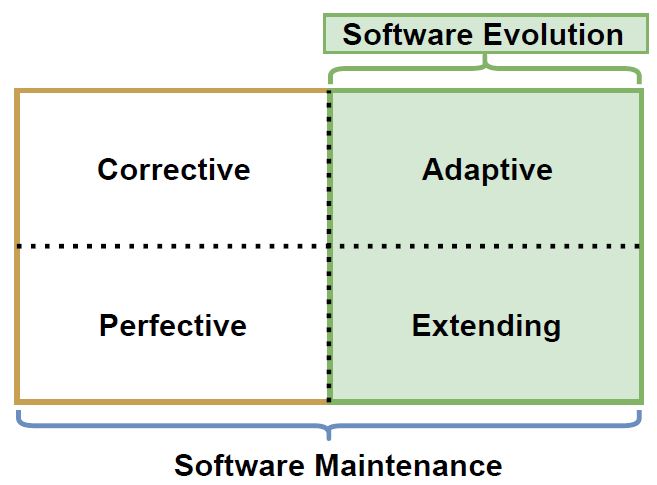 Software Evolution
Corrective
Adaptive
Perfective
Extending
Software Maintenance